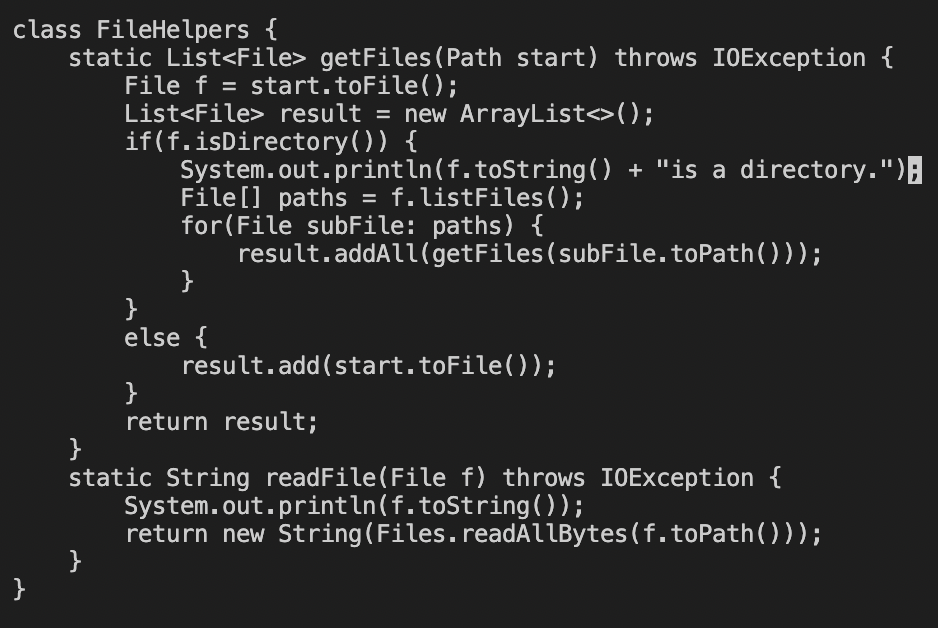 class FileHelpers {
    static List<File> getFiles(Path start) throws IOException {
        File f = start.toFile();
        List<File> result = new ArrayList<>();
        if(f.isDirectory()) {
            System.out.println(f.toString() + "is a directory.");
            File[] paths = f.listFiles();
            for(File subFile: paths) {
                result.addAll(getFiles(subFile.toPath()));
            }
        }
        else {
            result.add(start.toFile());
        }
        return result;
    }
    static String readFile(File f) throws IOException {
        System.out.println(f.toString());
        return new String(Files.readAllBytes(f.toPath()));
    }
}